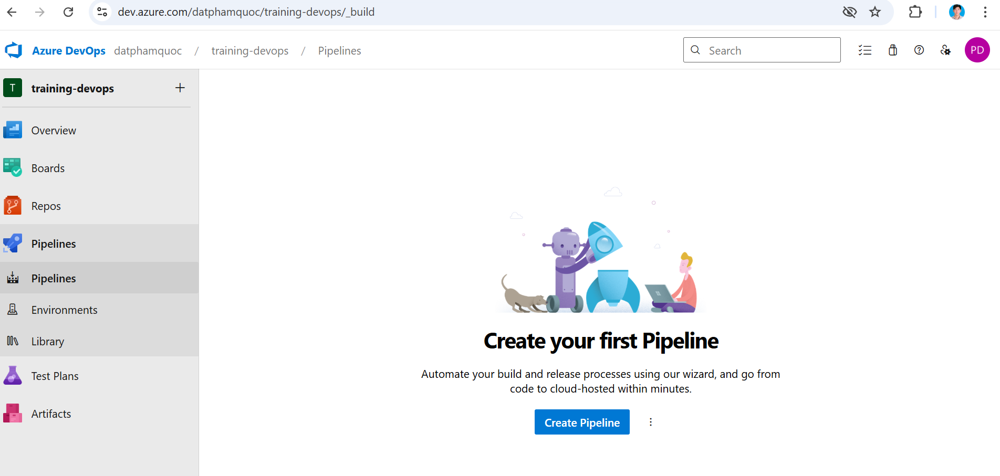 dev.azure.com/datphamquoc/training-devops/_build
Azure DevOps datphamquoc / training-devops / Pipelines
Search
PD
T training-devops
Overview
Boards
Repos
Pipelines
Pipelines
Environments
Library
Test Plans
Artifacts
Create your first Pipeline
Automate your build and release processes using our wizard, and go from
code to cloud-hosted within minutes.
Create Pipeline